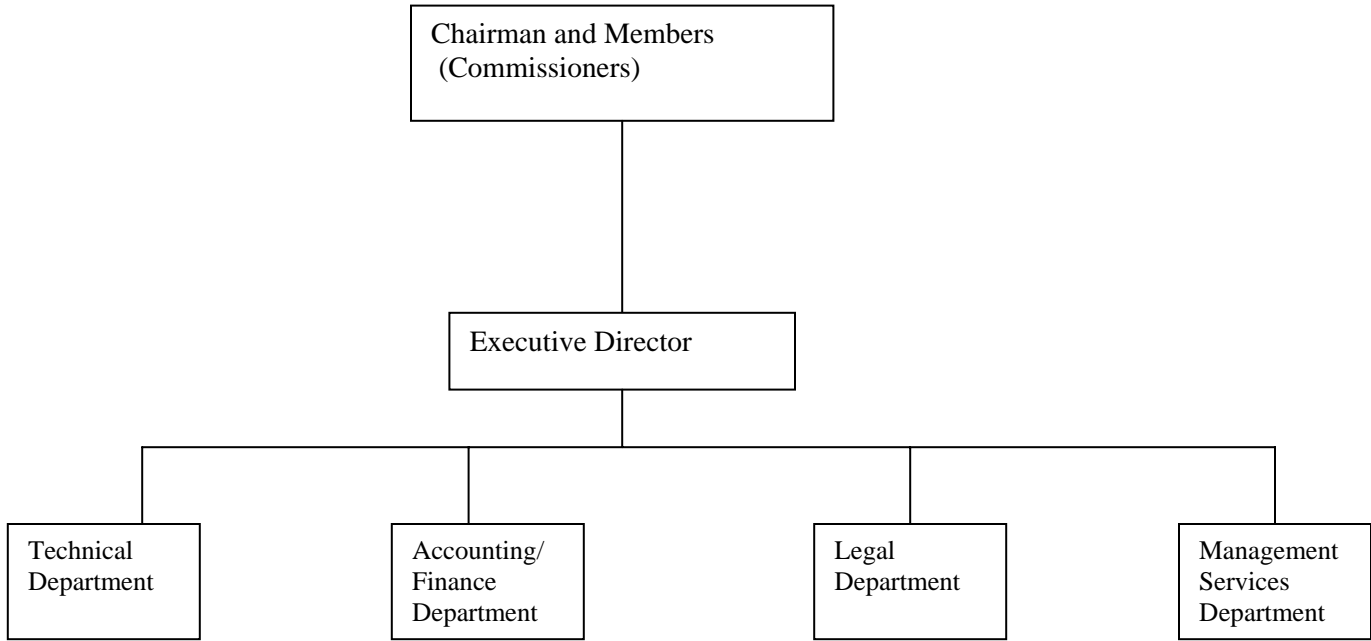 Chairman and Members
(Commissioners)
Executive Director
Technical
Department
Accounting/
Finance
Department
Legal
Department
Management
Services
Department